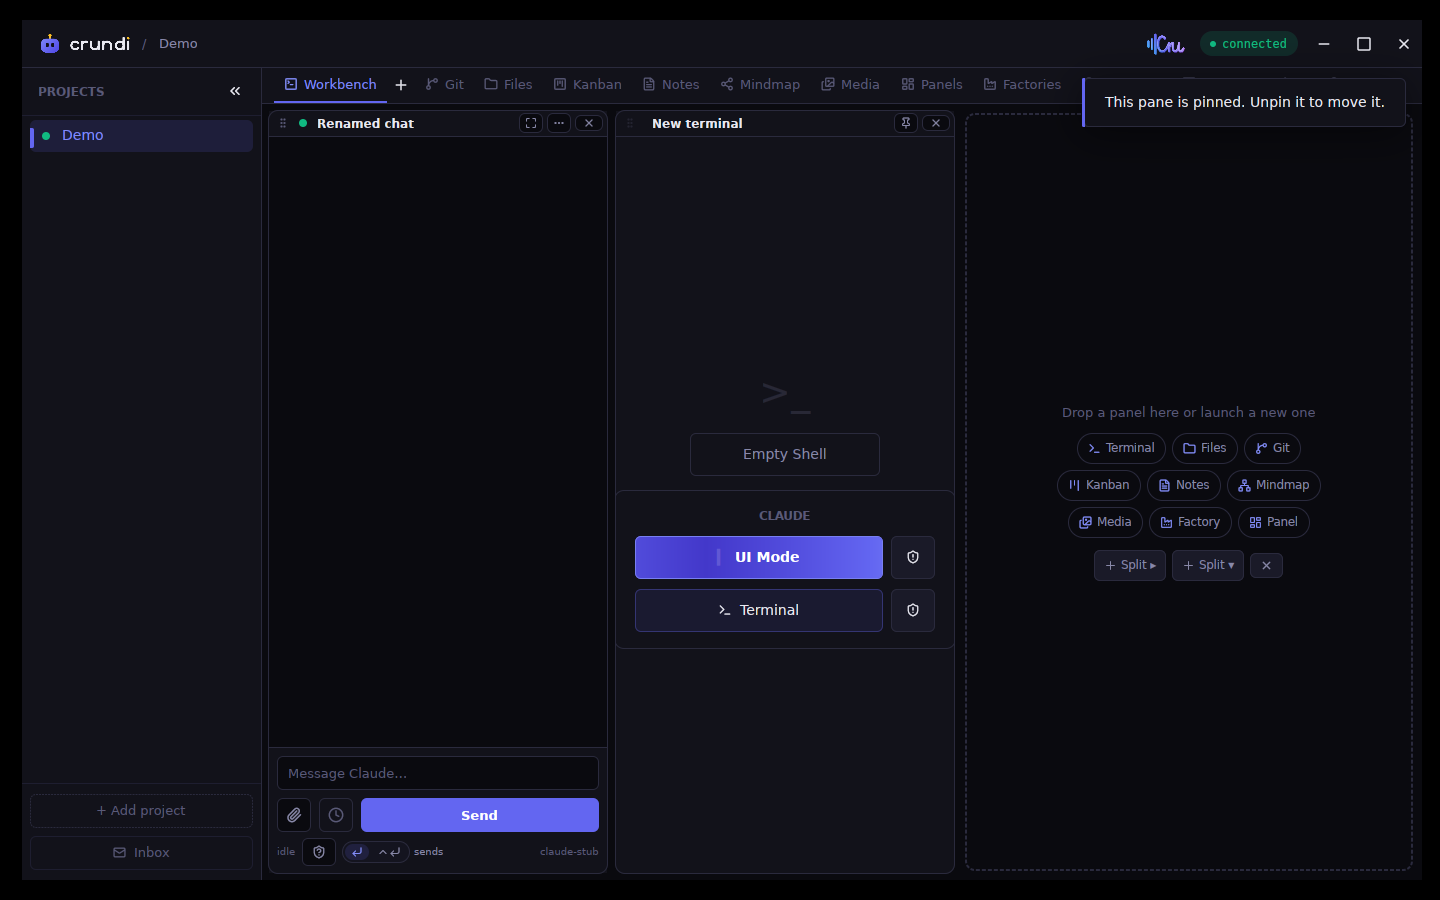 crundi / Demo
Cru
connected
PROJECTS
Workbench
Git
Files
Kanban
Notes
Mindmap
Media
Panels
Factories
This pane is pinned. Unpin it to move it.
Demo
Renamed chat
New terminal
>_
Empty Shell
CLAUDE
UI Mode
Terminal
Drop a panel here or launch a new one
Terminal
Files
Git
Kanban
Notes
Mindmap
Media
Factory
Panel
+ Split ▸
+ Split ▾
Message Claude...
Send
idle
sends
claude-stub
+ Add project
Inbox